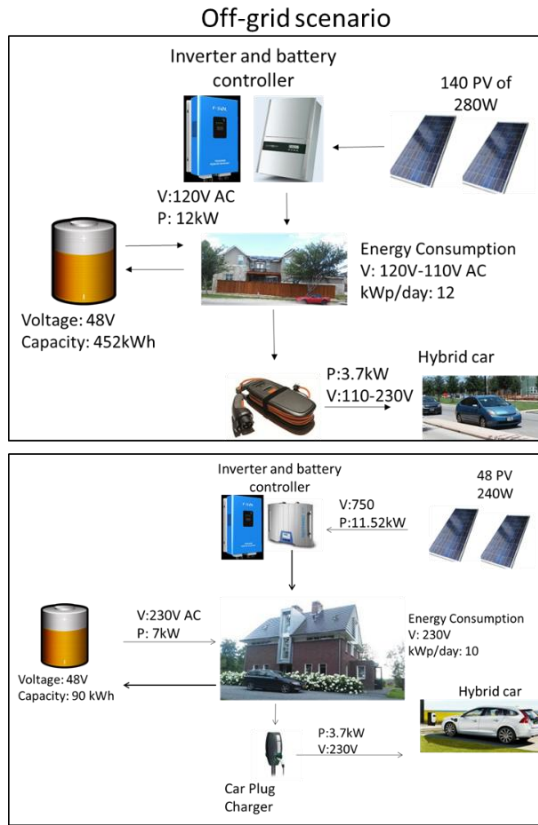 Off-grid scenario
Inverter and battery
controller
140 PV of
280W
V:120V AC
P: 12kW
Energy Consumption
V: 120V-110V AC
kWp/day: 12
Voltage: 48V
Capacity: 452kWh
P:3.7kW
V:110-230V
Hybrid car
Inverter and battery
controller
48 PV
240W
V:750
P:11.52kW
V:230V AC
P: 7kW
Energy Consumption
V: 230V
kWp/day: 10
Voltage: 48V
Capacity: 90 kWh
Hybrid car
P:3.7kW
V:230V
Car Plug
Charger